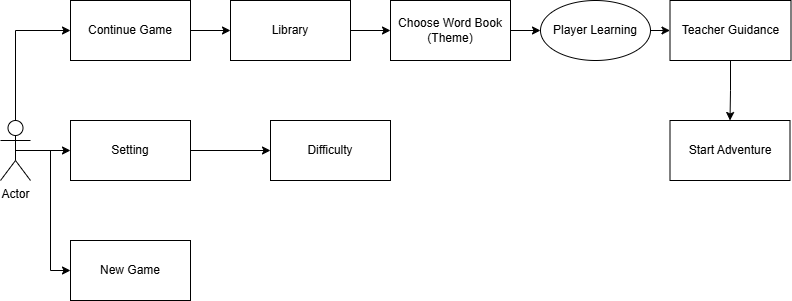 Continue Game
Library
Choose Word Book
(Theme)
Player Learning
Teacher Guidance
Setting
Difficulty
Start Adventure
Actor
New Game